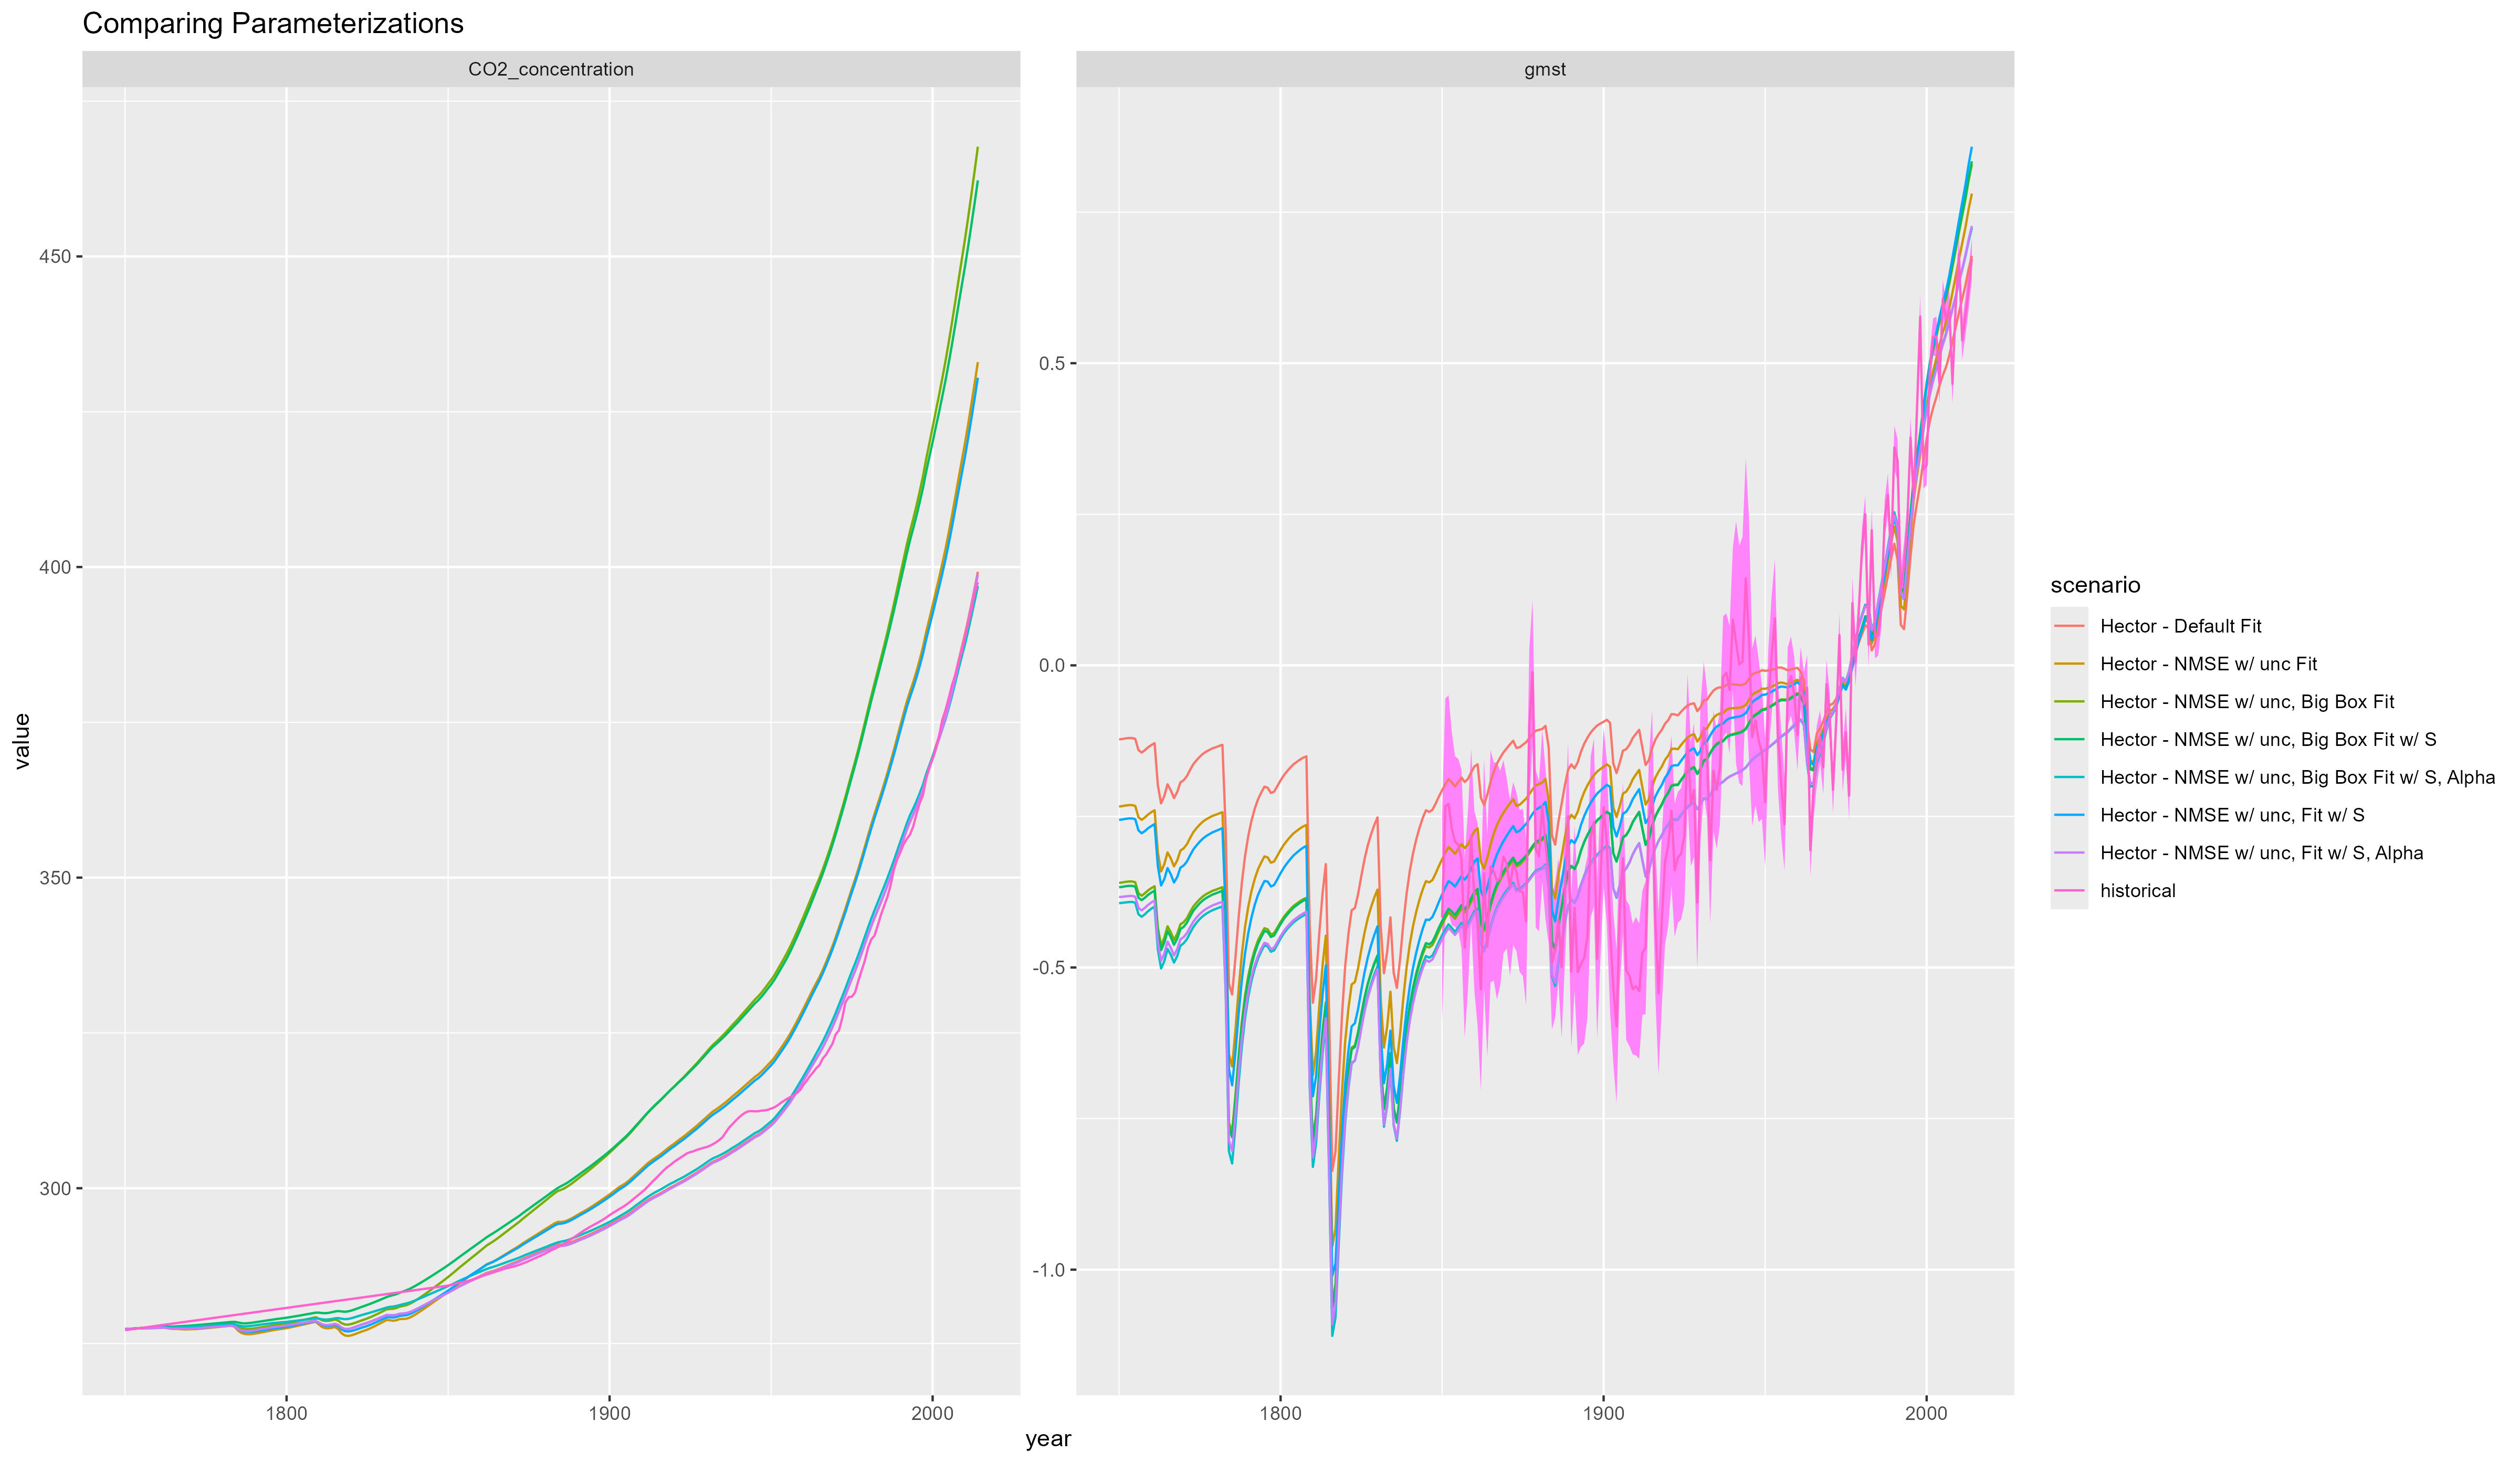 Comparing Parameterizations
CO2_concentration
gmst
value
450
400
350
300
0.5
0.0
-0.5
-1.0
1800
1900
2000
1800
1900
2000
year
scenario
Hector - Default Fit
Hector - NMSE w/ unc Fit
Hector - NMSE w/ unc, Big Box Fit
Hector - NMSE w/ unc, Big Box Fit w/ S
Hector - NMSE w/ unc, Big Box Fit w/ S, Alpha
Hector - NMSE w/ unc, Fit w/ S
Hector - NMSE w/ unc, Fit w/ S, Alpha
historical